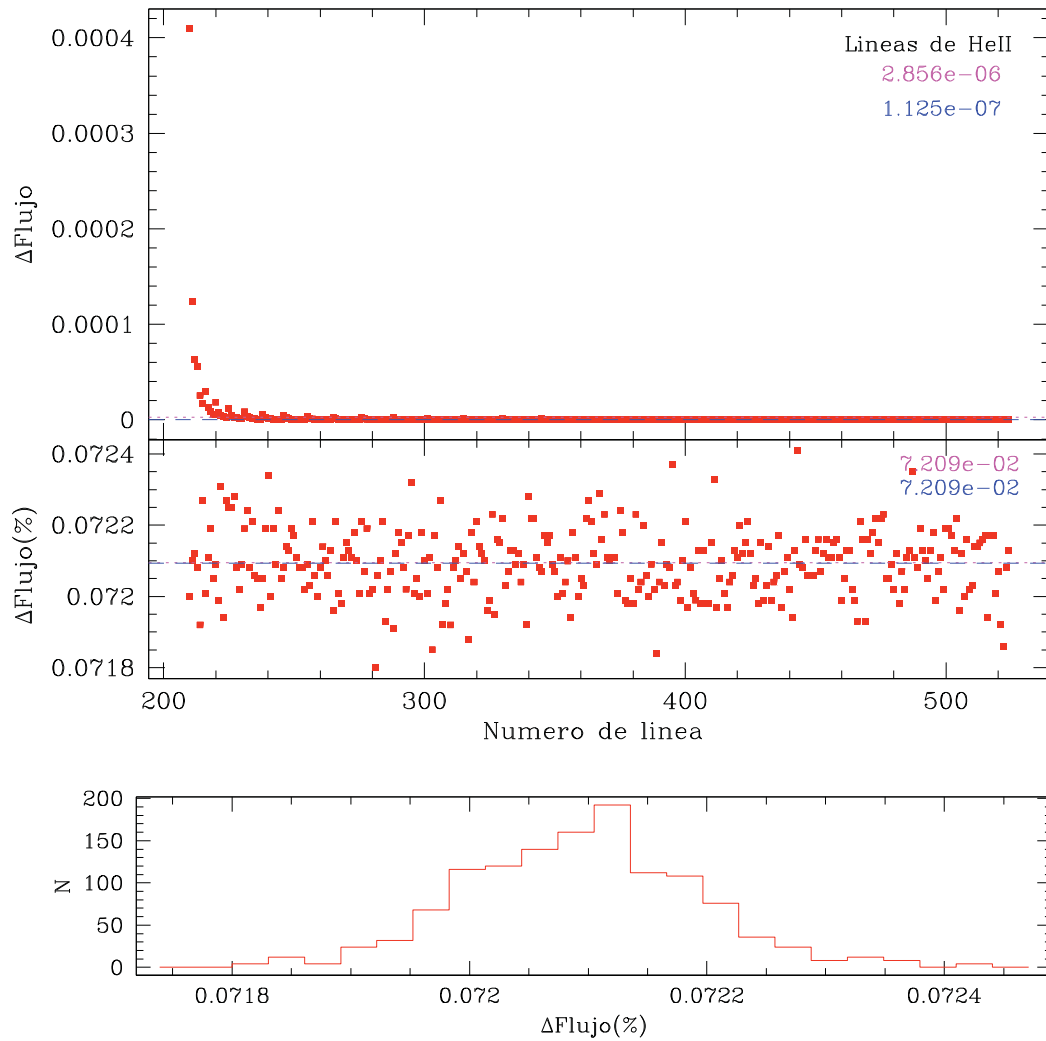 0.0004
Lineas de HeII
2.856e−06
1.125e−07
0.0003
ΔFlujo
0.0002
0.0001
0
0.0724
7.209e−02
7.209e−02
0.0722
ΔFlujo(%)
0.072
0.0718
200 300 400 500
Numero de linea
200
150
N
100
50
0
0.0718 0.072 0.0722 0.0724
ΔFlujo(%)